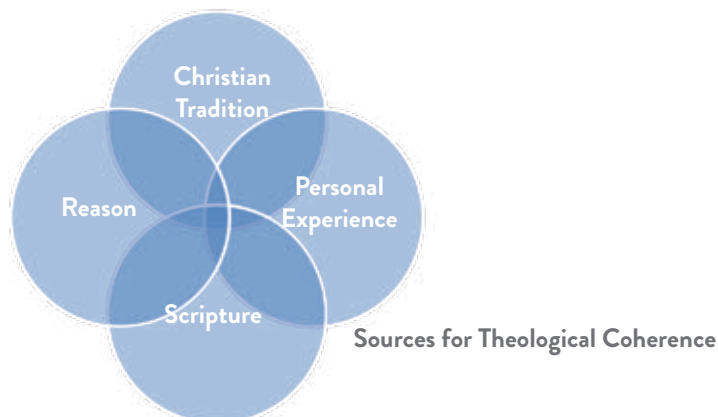 Christian
Tradition
Reason
Personal
Experience
Scripture
Sources for Theological Coherence